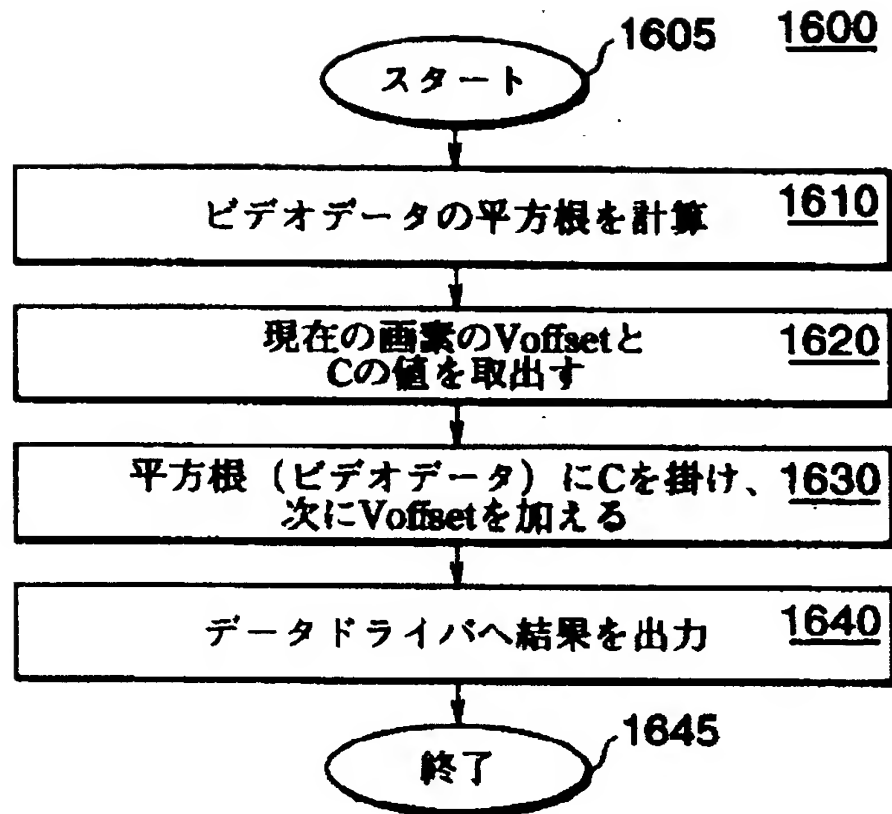 1600
1605
スタート
ビデオデータの平方根を計算
1610
現在の画素のVoffsetと
Cの値を取出す
1620
平方根（ビデオデータ）にCを掛け、
次にVoffsetを加える
1630
データドライバへ結果を出力
1640
終了
1645